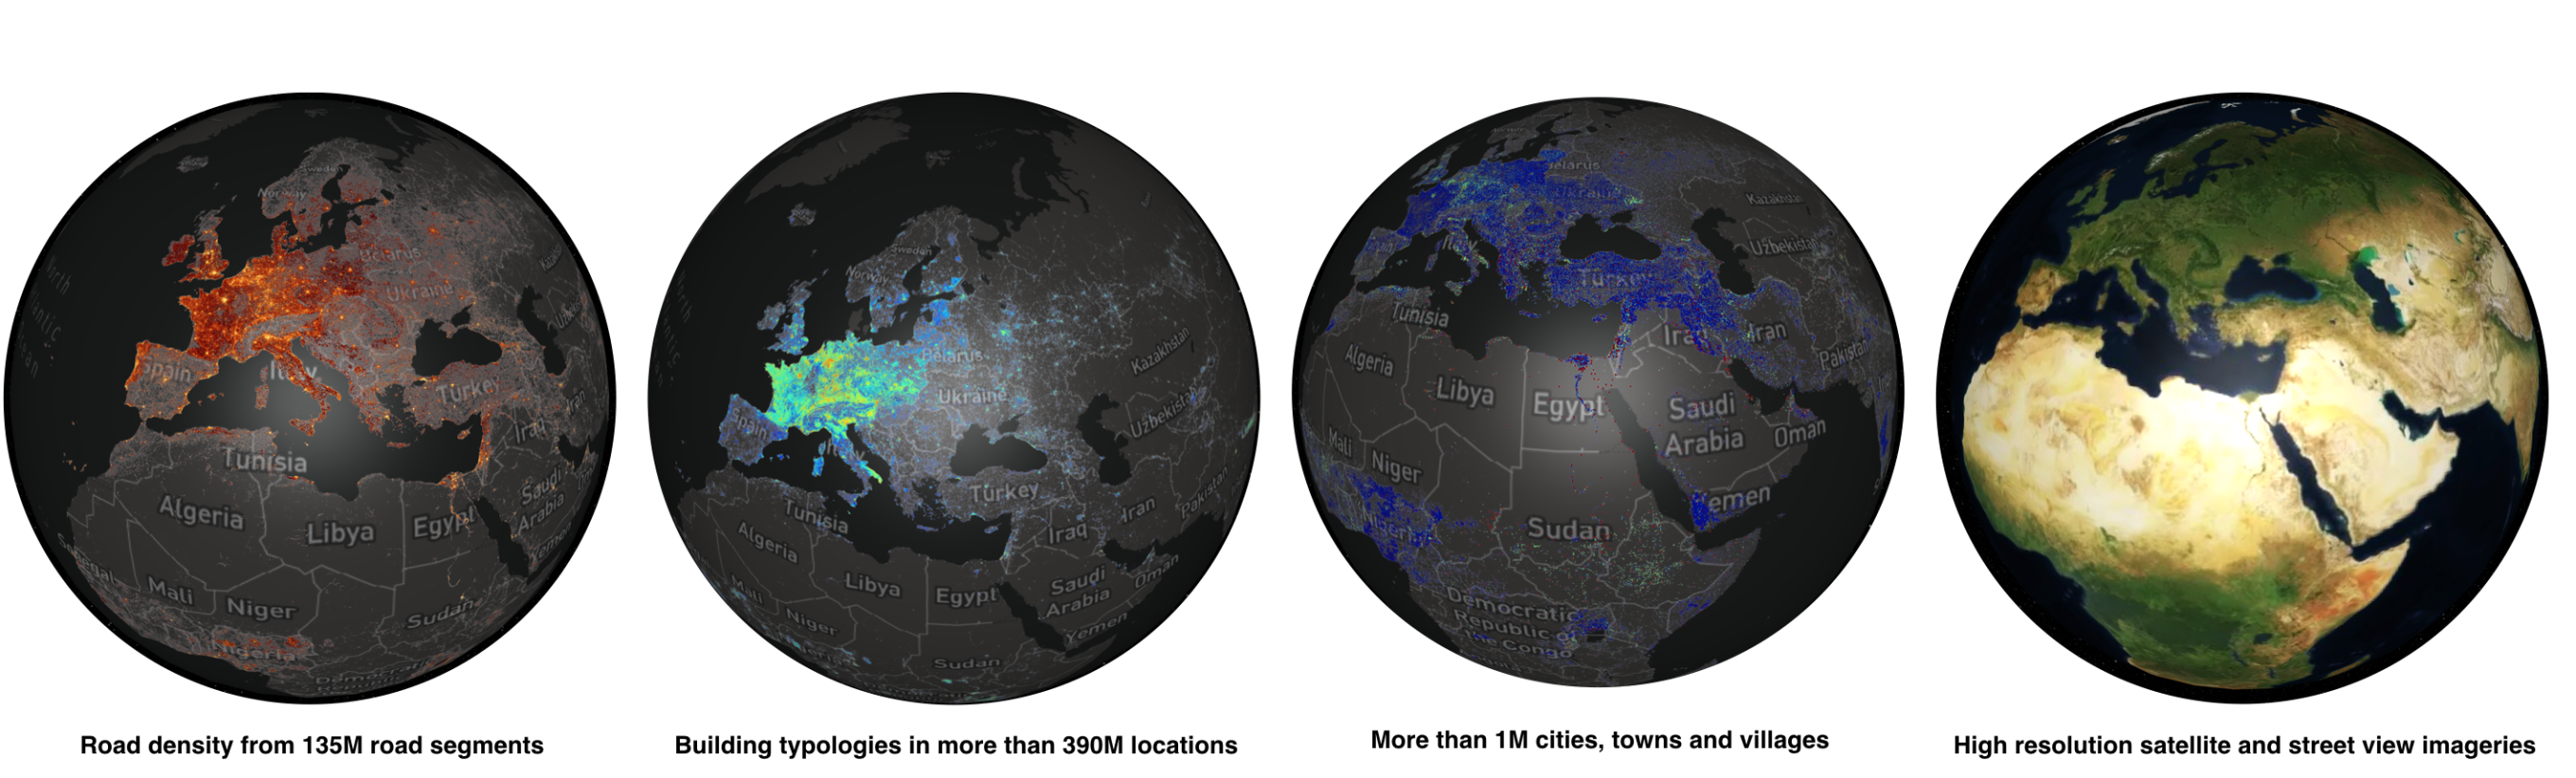 Sweden
Norway
Belarus
Ukraine
Spain
Italy
Türkey
Iran
Iraq
Tunisia
Algeria
Libya
Egypt
Saudi
Arabia
Yemen
Mali
Niger
Sudan
Nigeria
Road density from 135M road segments
Sweden
Norway
Belarus
Ukraine
Kazakhstan
Uzbekistan
Spain
Italy
Türkey
Tunisia
Iraq
Iran
Pakistan
Algeria
Libya
Egypt
Saudi
Arabia
Oman
Mali
Niger
Yemen
Sudan
Building typologies in more than 390M locations
Belarus
Ukraine
Kazakhstan
Uzbekistan
Italy
Türkey
Tunisia
Iraq
Iran
Pakistan
Algeria
Libya
Egypt
Saudi
Arabia
Oman
Mali
Niger
Yemen
Nigeria
Sudan
Democratic
Republic of
the Congo
More than 1M cities, towns and villages
High resolution satellite and street view imageries